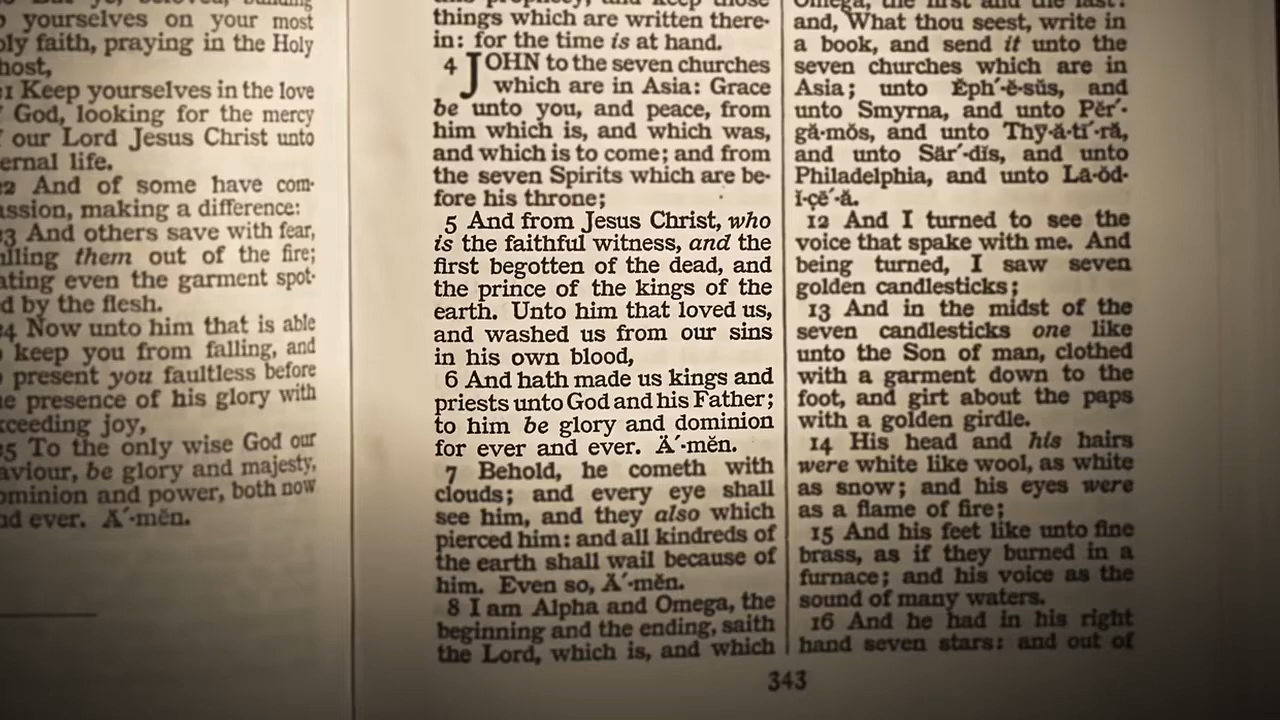 yourselves on your most
faith, praying in the Holy
Keep yourselves in the love
God, looking for the mercy
our Lord Jesus Christ unto
life.
And of some have com-
making a difference:
And others save with fear,
them out of the fire;
even the garment spot-
by the flesh.
Now unto him that is able
keep you from falling, and
present you faultless before
presence of his glory with
joy,
To the only wise God our
be glory and majesty,
and power, both now
ever. Ä´-mĕn.
things which are written there-
in: for the time is at hand.
4 JOHN to the seven churches
which are in Asia: Grace
be unto you, and peace, from
him which is, and which was,
and which is to come; and from
the seven Spirits which are be-
fore his throne;
5 And from Jesus Christ, who
is the faithful witness, and the
first begotten of the dead, and
the prince of the kings of the
earth. Unto him that loved us,
and washed us from our sins
in his own blood,
6 And hath made us kings and
priests unto God and his Father;
to him be glory and dominion
for ever and ever. Ä´-mĕn.
7 Behold, he cometh with
clouds; and every eye shall
see him, and they also which
pierced him: and all kindreds of
the earth shall wail because of
him. Even so, Ä´-mĕn.
8 I am Alpha and Omega, the
beginning and the ending, saith
the Lord, which is, and which
Omega, the first and the last:
and, What thou seest, write in
a book, and send it unto the
seven churches which are in
Asia; unto Ĕph´-ĕ-sŭs, and
unto Smyrna, and unto Pĕr´-
gă-mŏs, and unto Thȳ-ă-tī´-ră,
and unto Sär´-dĭs, and unto
Philadelphia, and unto Lā-ŏd-
ĭ-çē´-ă.
12 And I turned to see the
voice that spake with me. And
being turned, I saw seven
golden candlesticks;
13 And in the midst of the
seven candlesticks one like
unto the Son of man, clothed
with a garment down to the
foot, and girt about the paps
with a golden girdle.
14 His head and his hairs
were white like wool, as white
as snow; and his eyes were
as a flame of fire;
15 And his feet like unto fine
brass, as if they burned in a
furnace; and his voice as the
sound of many waters.
16 And he had in his right
hand seven stars: and out of
343